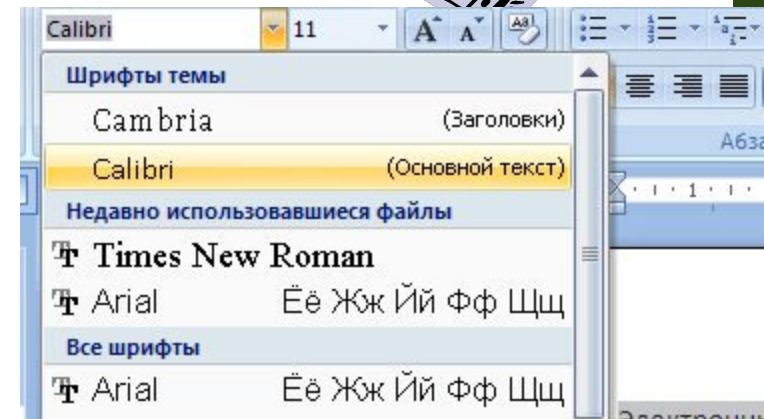 Calibri 11
Шрифты темы
Cambria (Заголовки)
Calibri (Основной текст)
Недавно использовавшиеся файлы
Times New Roman
Arial Ёё Жж Йй Фф Щщ
Все шрифты
Arial Ёё Жж Йй Фф Щщ
1